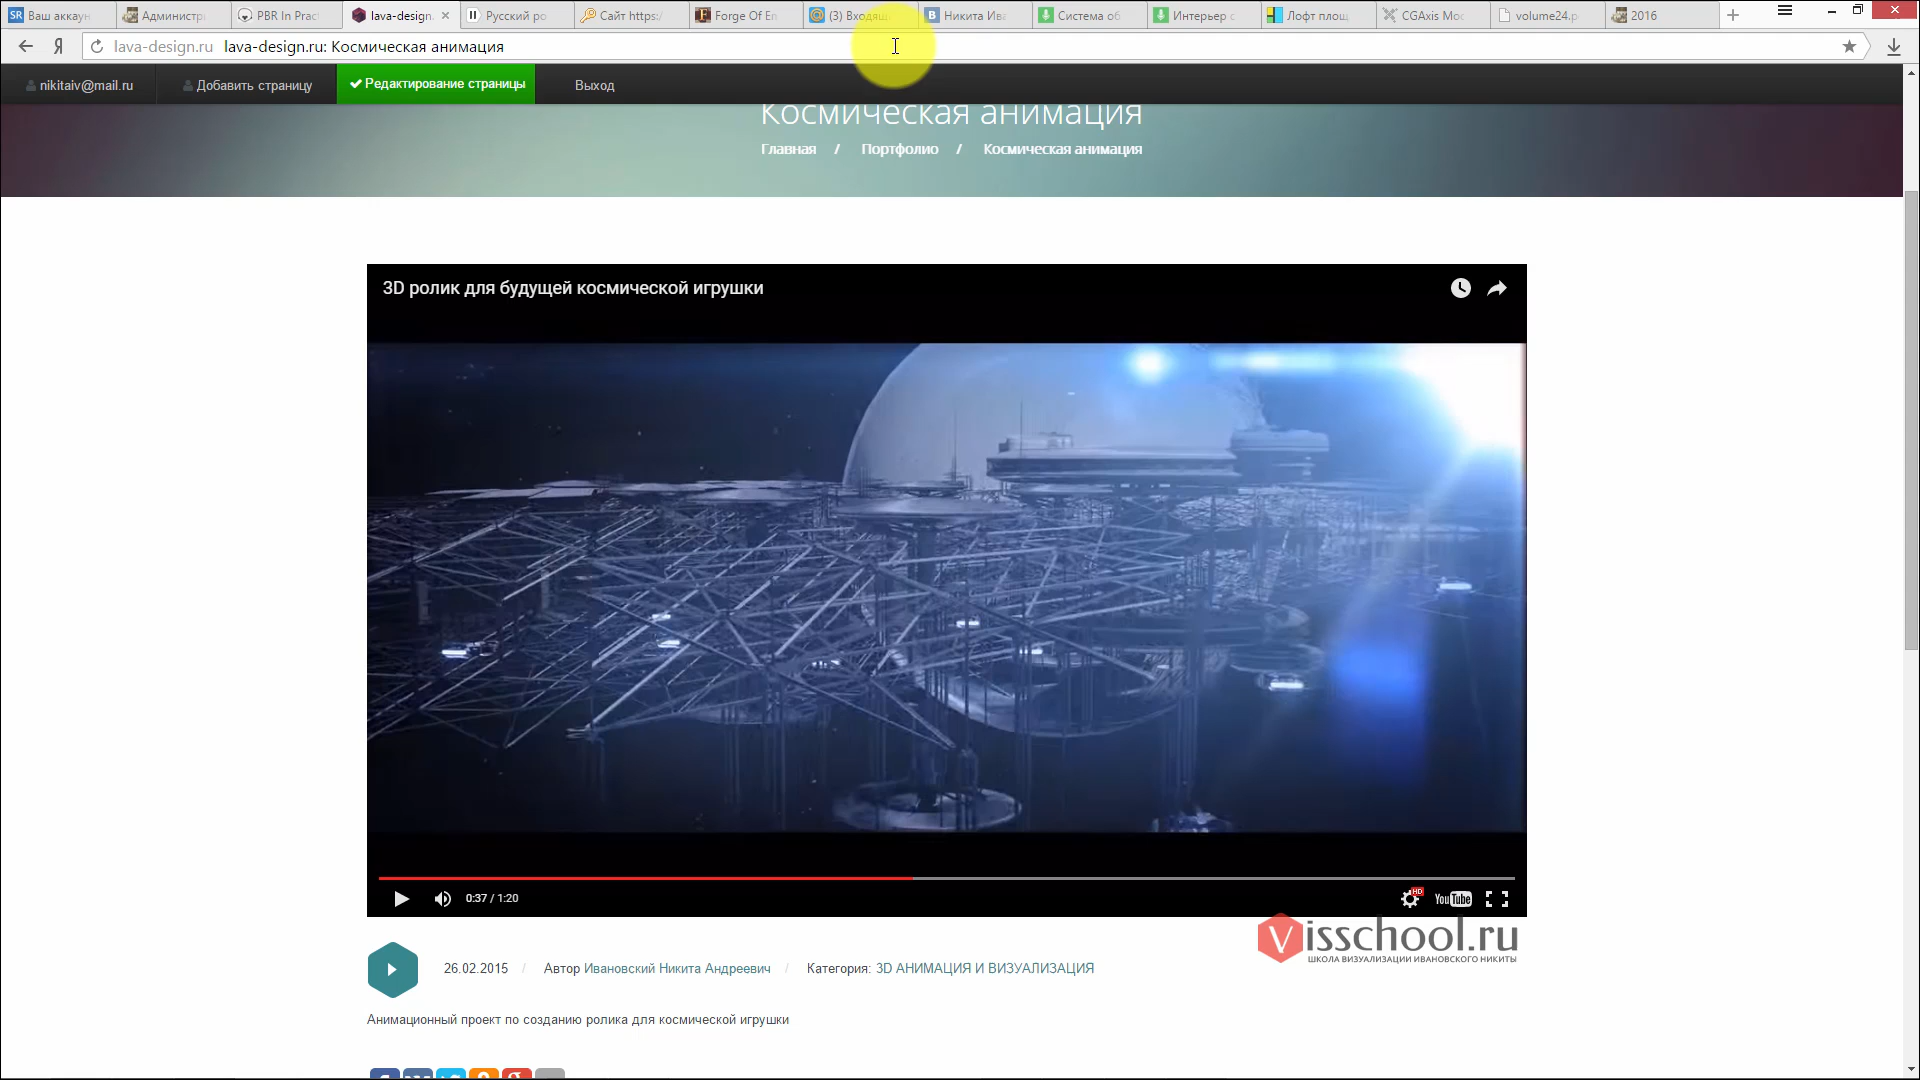 Ваш аккаун
Администра
PBR In Prac
lava-design.
Русский ро
Сайт https:/
Forge Of En
(3) Входящи
Никита Ива
Система об
Интерьер с
Лофт площ
CGAxis Mod
volume24.p
2016
lava-design.ru lava-design.ru: Космическая анимация
nikitaiv@mail.ru
Добавить страницу
Редактирование страницы
Выход
Космическая анимация
Главная / Портфолио / Космическая анимация
3D ролик для будущей космической игрушки
0:37 / 1:20
HD
YouTube
Visschool.ru
ШКОЛА ВИЗУАЛИЗАЦИИ ИВАНОВСКОГО НИКИТЫ
26.02.2015 / Автор Ивановский Никита Андреевич / Категория: 3D АНИМАЦИЯ И ВИЗУАЛИЗАЦИЯ
Анимационный проект по созданию ролика для космической игрушки